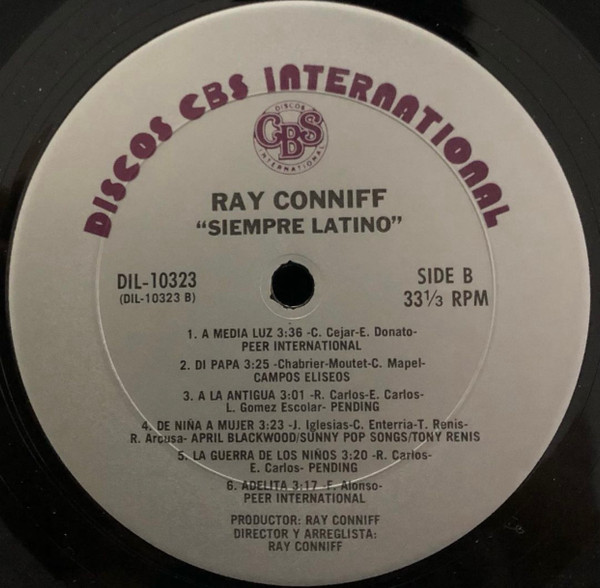 DISCOS CBS INTERNATIONAL
DISCOS
CBS
INTERNATIONAL
RAY CONNIFF
"SIEMPRE LATINO"
DIL-10323
(DIL-10323 B)
SIDE B
33⅓ RPM
1. A MEDIA LUZ 3:36 -C. Cejar-E. Donato-
PEER INTERNATIONAL
2. DI PAPA 3:25 -Chabrier-Moutet-C. Mapel-
CAMPOS ELISEOS
3. A LA ANTIGUA 3:01 -R. Carlos-E. Carlos-
L. Gomez Escolar- PENDING
4. DE NIÑA A MUJER 3:23 -J. Iglesias-C. Enterria-T. Renis-
R. Arcusa- APRIL BLACKWOOD/SUNNY POP SONGS/TONY RENIS
5. LA GUERRA DE LOS NIÑOS 3:20 -R. Carlos-
E. Carlos- PENDING
6. ADELITA 3:17 -F. Alonso-
PEER INTERNATIONAL
PRODUCTOR: RAY CONNIFF
DIRECTOR Y ARREGLISTA:
RAY CONNIFF